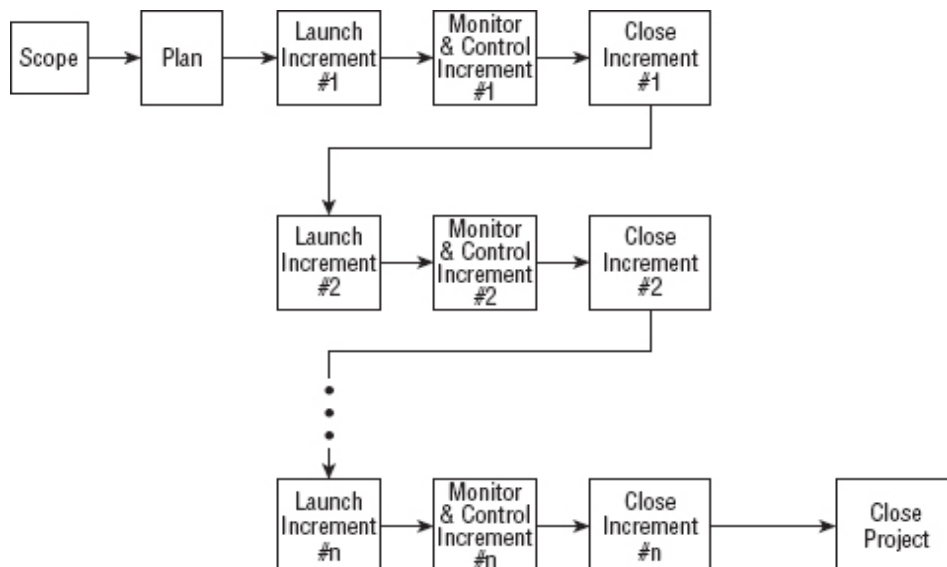 Scope
Plan
Launch
Increment
#1
Monitor
& Control
Increment
#1
Close
Increment
#1
Launch
Increment
#2
Monitor
& Control
Increment
#2
Close
Increment
#2
Launch
Increment
#n
Monitor
& Control
Increment
#n
Close
Increment
#n
Close
Project